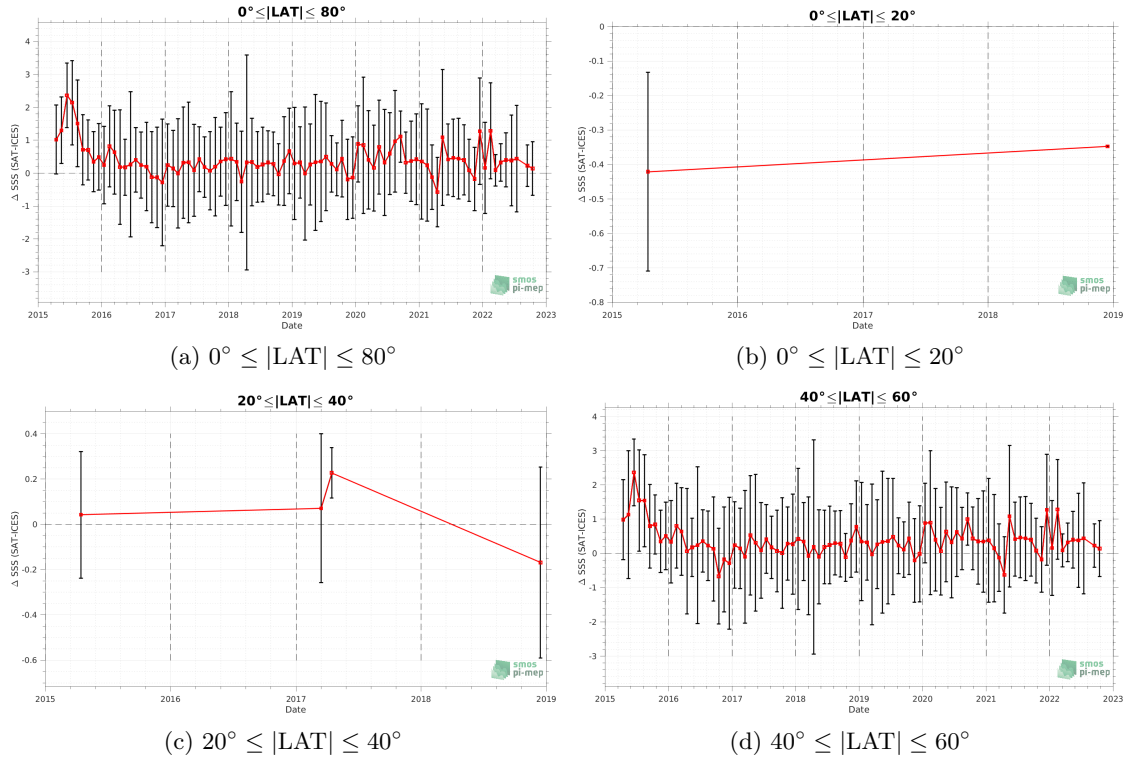 0°≤|LAT|≤ 80°
4
3
2
1
0
-1
-2
-3
Δ SSS (SAT-ICES)
2015 2016 2017 2018 2019 2020 2021 2022 2023
Date
smos
pi-mep
(a) 0° ≤ |LAT| ≤ 80°
0°≤|LAT|≤ 20°
0
-0.1
-0.2
-0.3
-0.4
-0.5
-0.6
-0.7
-0.8
Δ SSS (SAT-ICES)
2015 2016 2017 2018 2019
Date
smos
pi-mep
(b) 0° ≤ |LAT| ≤ 20°
20°≤|LAT|≤ 40°
0.4
0.2
0
-0.2
-0.4
-0.6
Δ SSS (SAT-ICES)
2015 2016 2017 2018 2019
Date
smos
pi-mep
(c) 20° ≤ |LAT| ≤ 40°
40°≤|LAT|≤ 60°
4
3
2
1
0
-1
-2
-3
Δ SSS (SAT-ICES)
2015 2016 2017 2018 2019 2020 2021 2022 2023
Date
smos
pi-mep
(d) 40° ≤ |LAT| ≤ 60°